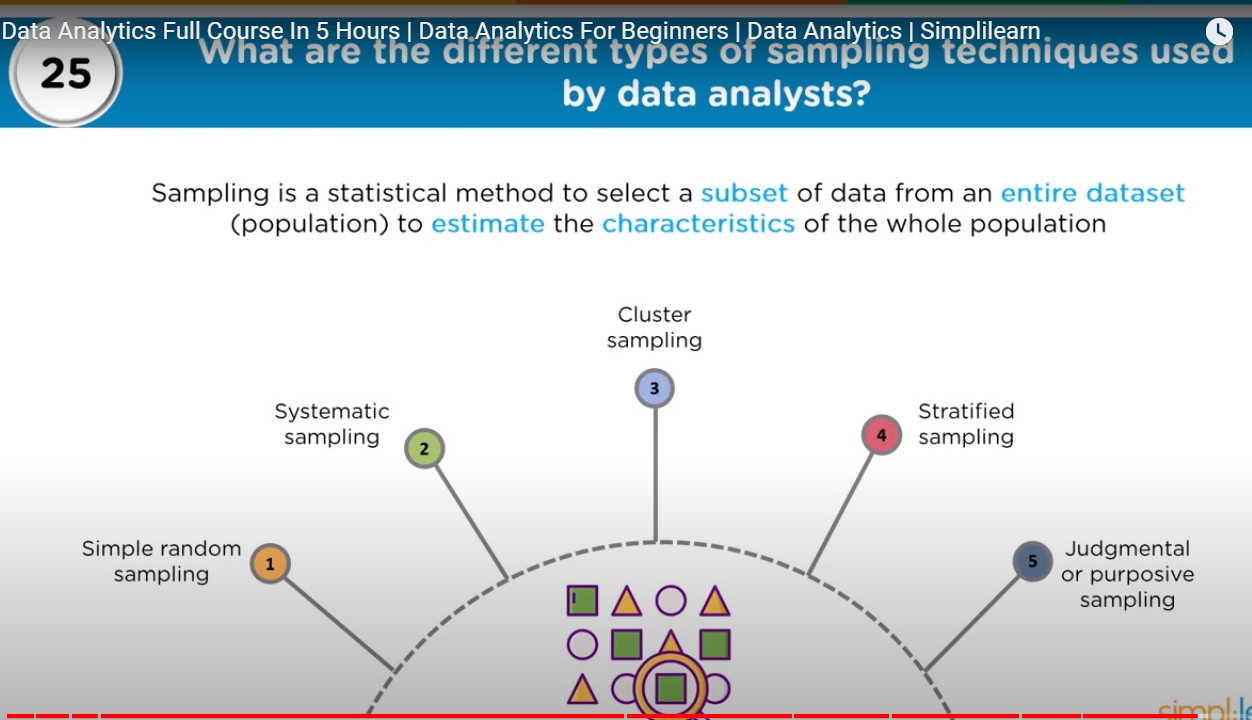 Data Analytics Full Course In 5 Hours | Data Analytics For Beginners | Data Analytics | Simplilearn
25
What are the different types of sampling techniques used
by data analysts?
Sampling is a statistical method to select a subset of data from an entire dataset
(population) to estimate the characteristics of the whole population
Cluster
sampling
3
Systematic
sampling
2
Stratified
sampling
4
Simple random
sampling
1
Judgmental
or purposive
sampling
5